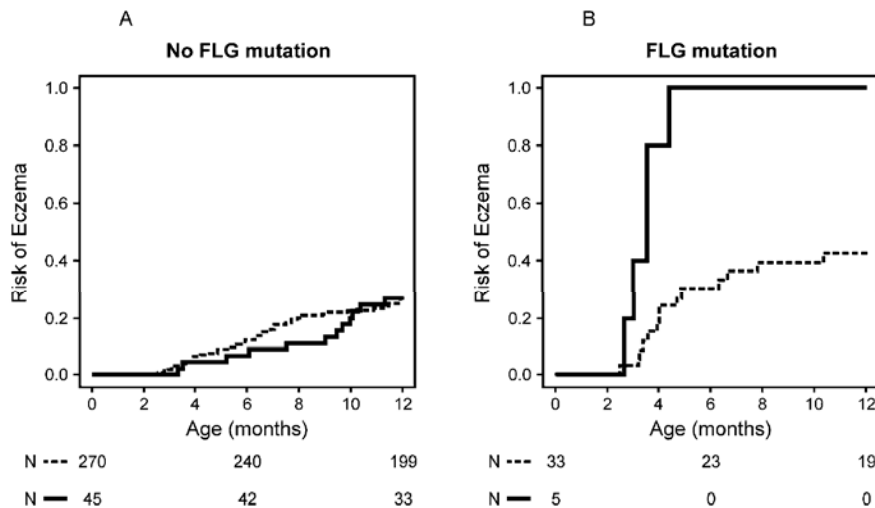 A
No FLG mutation
Risk of Eczema
1.0
0.8
0.6
0.4
0.2
0.0
0 2 4 6 8 10 12
Age (months)
N 270 240 199
N 45 42 33
B
FLG mutation
Risk of Eczema
1.0
0.8
0.6
0.4
0.2
0.0
0 2 4 6 8 10 12
Age (months)
N 33 23 19
N 5 0 0